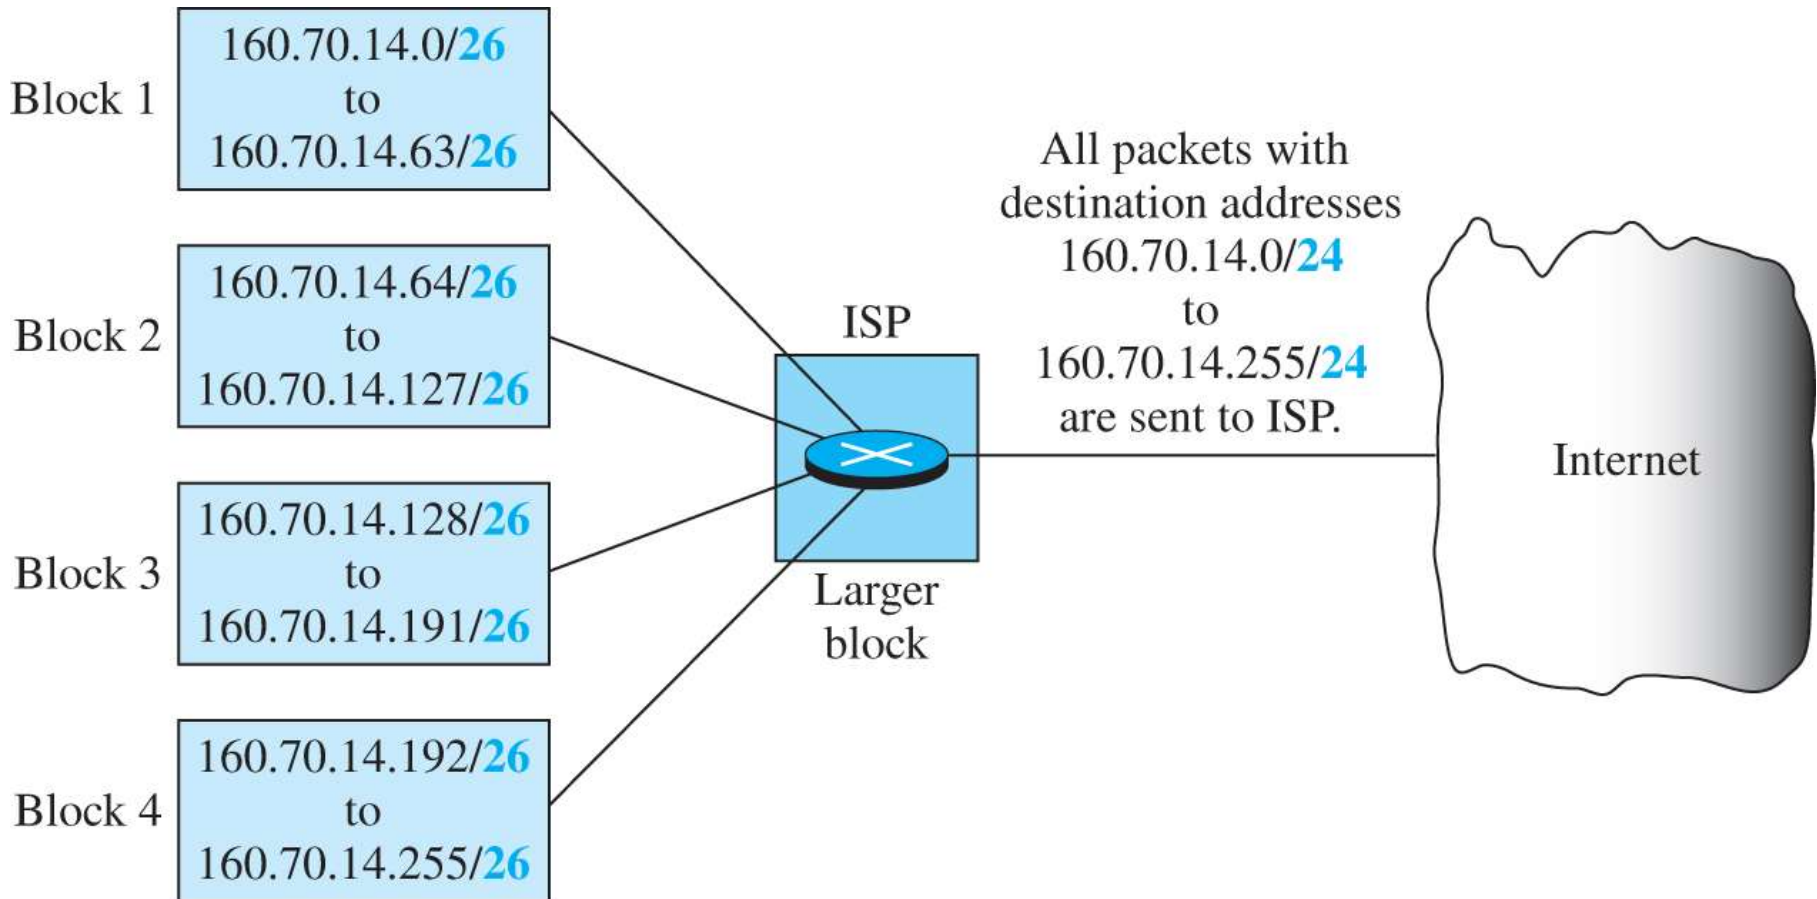 Block 1
160.70.14.0/26
to
160.70.14.63/26
Block 2
160.70.14.64/26
to
160.70.14.127/26
Block 3
160.70.14.128/26
to
160.70.14.191/26
Block 4
160.70.14.192/26
to
160.70.14.255/26
ISP
Larger
block
All packets with
destination addresses
160.70.14.0/24
to
160.70.14.255/24
are sent to ISP.
Internet